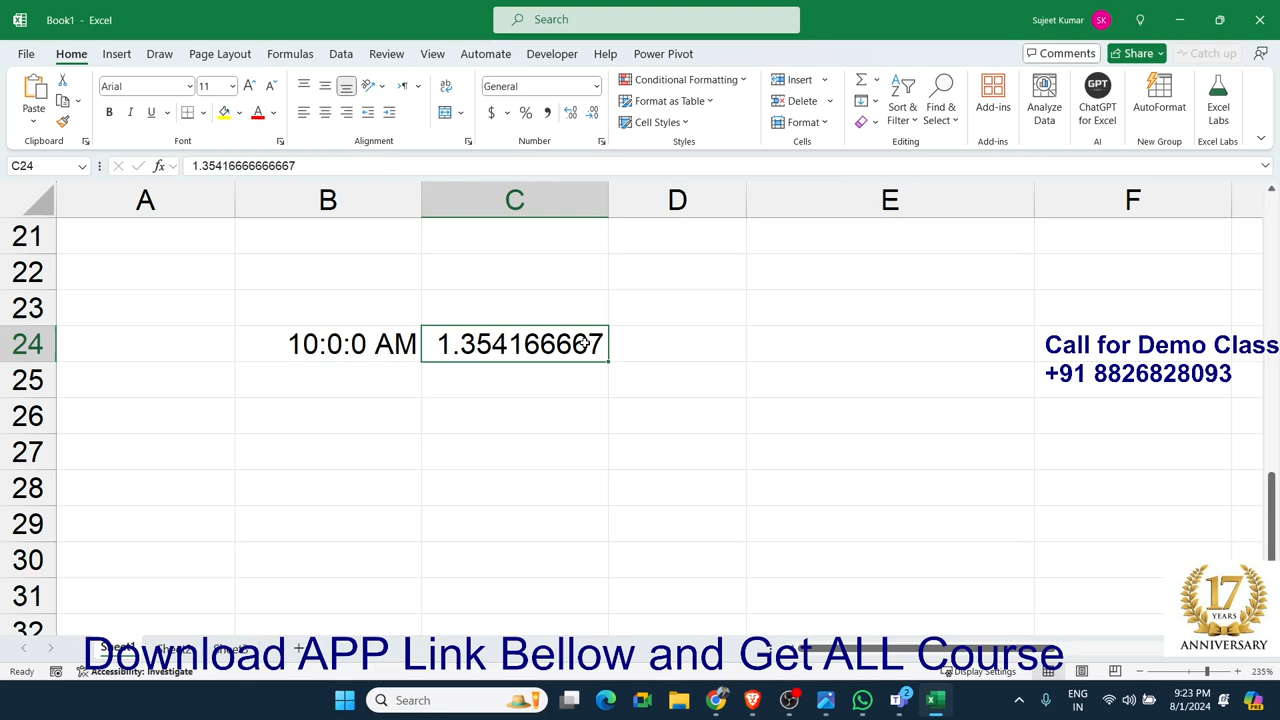 Book1 - Excel
Search
Sujeet Kumar
SK
File Home Insert Draw Page Layout Formulas Data Review View Automate Developer Help Power Pivot
Comments Share Catch up
Paste
Arial 11
General
Conditional Formatting
Format as Table
Cell Styles
Insert
Delete
Format
Sort & Filter
Find & Select
Add-ins
Analyze Data
ChatGPT for Excel
AutoFormat
Excel Labs
Clipboard Font Alignment Number Styles Cells Editing Add-ins AI New Group Excel Labs
C24 fx 1.35416666666667
A B C D E F
21
22
23
24 10:0:0 AM 1.354166667
Call for Demo Class
+91 8826828093
25
26
27
28
29
30
31
32
17
YEARS
ANNIVERSARY
Sheet1
Download APP Link Bellow and Get ALL Course
Ready Accessibility: Investigate Display Settings 235%
Search
2
ENG
IN
9:23 PM
8/1/2024